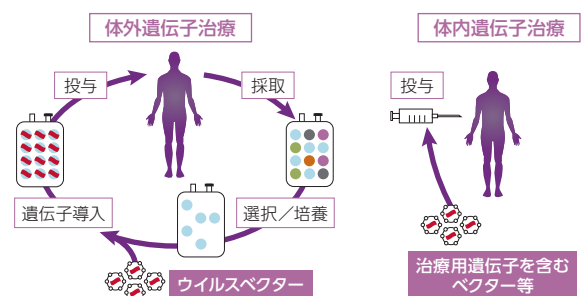 体外遺伝子治療
投与
採取
遺伝子導入
選択／培養
ウイルスベクター
体内遺伝子治療
投与
治療用遺伝子を含む
ベクター等